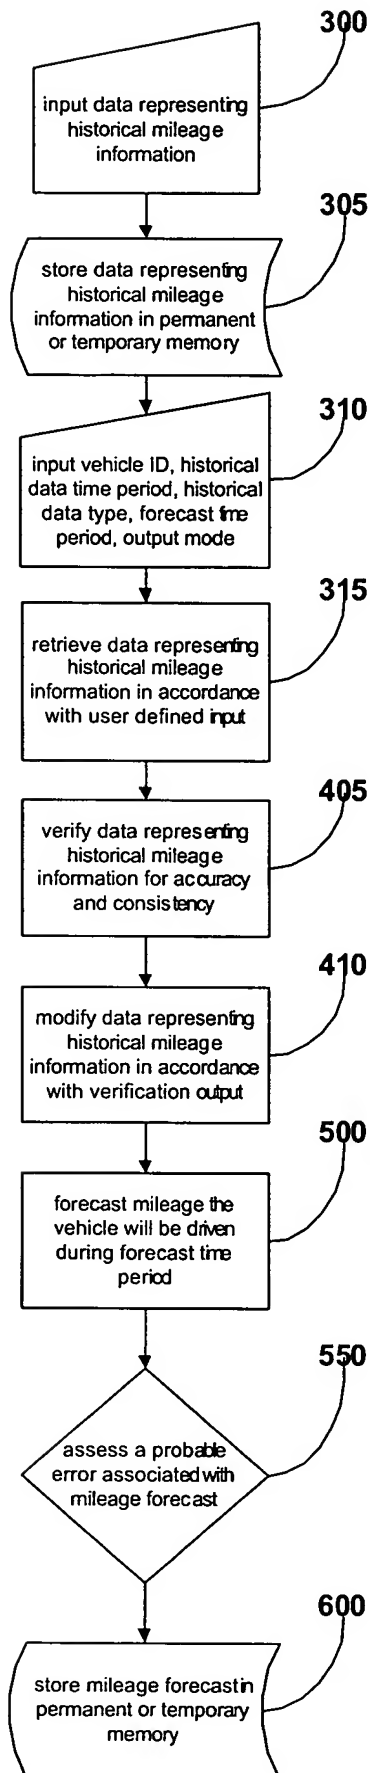 300
input data representing
historical mileage
information
305
store data representing
historical mileage
information in permanent
or temporary memory
310
input vehicle ID, historical
data time period, historical
data type, forecast time
period, output mode
315
retrieve data representing
historical mileage
information in accordance
with user defined input
405
verify data representing
historical mileage
information for accuracy
and consistency
410
modify data representing
historical mileage
information in accordance
with verification output
500
forecast mileage the
vehicle will be driven
during forecast time
period
550
assess a probable
error associated with
mileage forecast
600
store mileage forecast in
permanent or temporary
memory